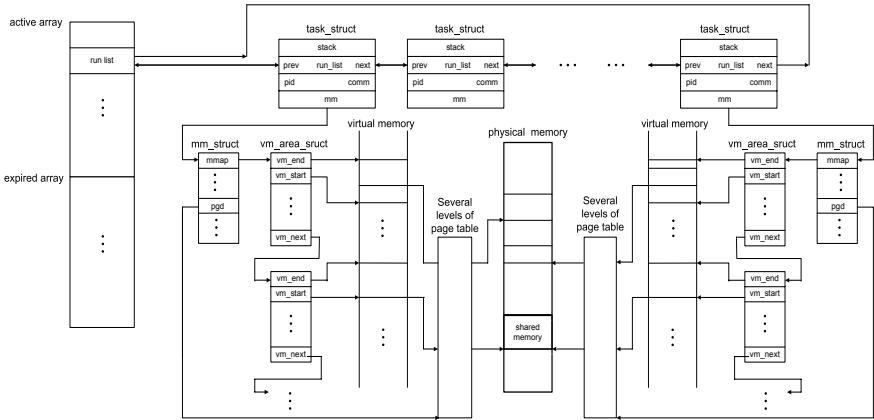 active array
run list
expired array
task_struct
stack
prev run_list next
pid comm
mm
task_struct
stack
prev run_list next
pid comm
mm
task_struct
stack
prev run_list next
pid comm
mm
mm_struct
mmap
pgd
vm_area_sruct
vm_end
vm_start
vm_next
vm_end
vm_start
vm_next
virtual memory
Several
levels of
page table
physical memory
shared
memory
Several
levels of
page table
virtual memory
vm_area_sruct
vm_end
vm_start
vm_next
vm_end
vm_start
vm_next
mm_struct
mmap
pgd